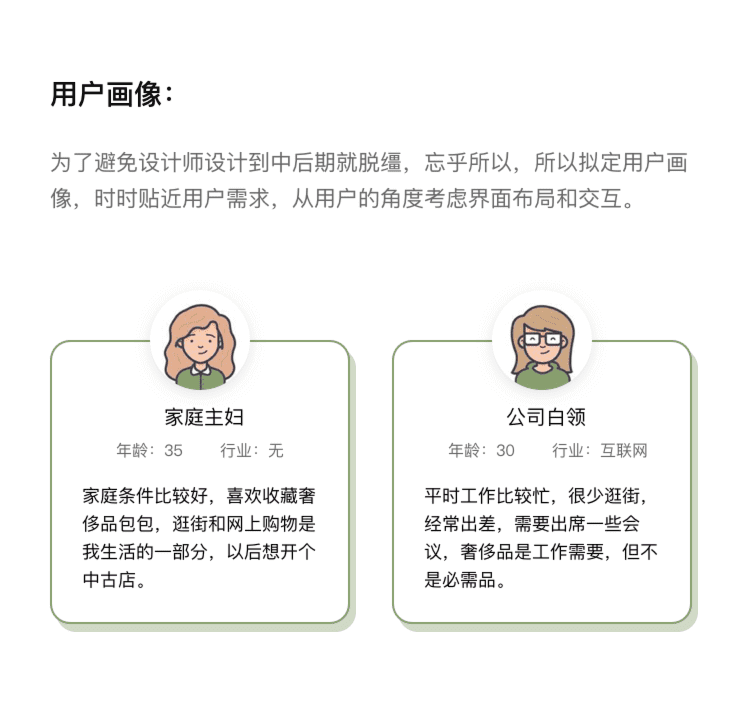 用户画像：
为了避免设计师设计到中后期就脱缰，忘乎所以，所以拟定用户画
像，时时贴近用户需求，从用户的角度考虑界面布局和交互。
家庭主妇
年龄：35 行业：无
家庭条件比较好，喜欢收藏奢
侈品包包，逛街和网上购物是
我生活的一部分，以后想开个
中古店。
公司白领
年龄：30 行业：互联网
平时工作比较忙，很少逛街，
经常出差，需要出席一些会
议，奢侈品是工作需要，但不
是必需品。